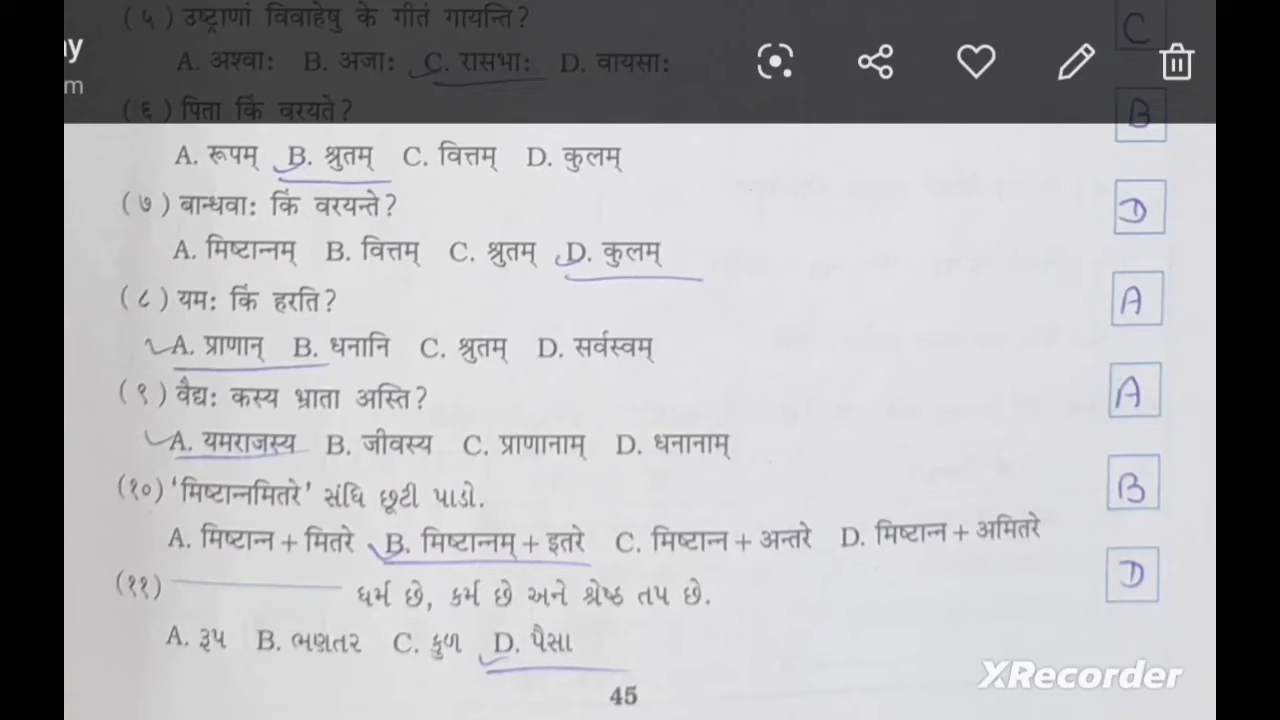 (५) उष्ट्राणां विवाहेषु के गीतं गायन्ति? C
ay
A. अश्वाः B. अजाः C. रासभाः D. वायसाः
m
(६) पिता किं वरयते? B
A. रूपम् B. श्रुतम् C. वित्तम् D. कुलम्
(७) बान्धवाः किं वरयन्ते? D
A. मिष्टान्नम् B. वित्तम् C. श्रुतम् D. कुलम्
(८) यमः किं हरति? A
A. प्राणान् B. धनानि C. श्रुतम् D. सर्वस्वम्
(९) वैद्यः कस्य भ्राता अस्ति? A
A. यमराजस्य B. जीवस्य C. प्राणानाम् D. धनानाम्
(१०) 'मिष्टान्नमितरे' સંધિ છૂટી પાડો. B
A. मिष्टान्न + मितरे B. मिष्टान्नम् + इतरे C. मिष्टान्न + अन्तरे D. मिष्टान्न + अमितरे
(११) ધર્મ છે, કર્મ છે અને શ્રેષ્ઠ તપ છે. D
A. રૂપ B. ભણતર C. કુળ D. પૈસા
45
XRecorder